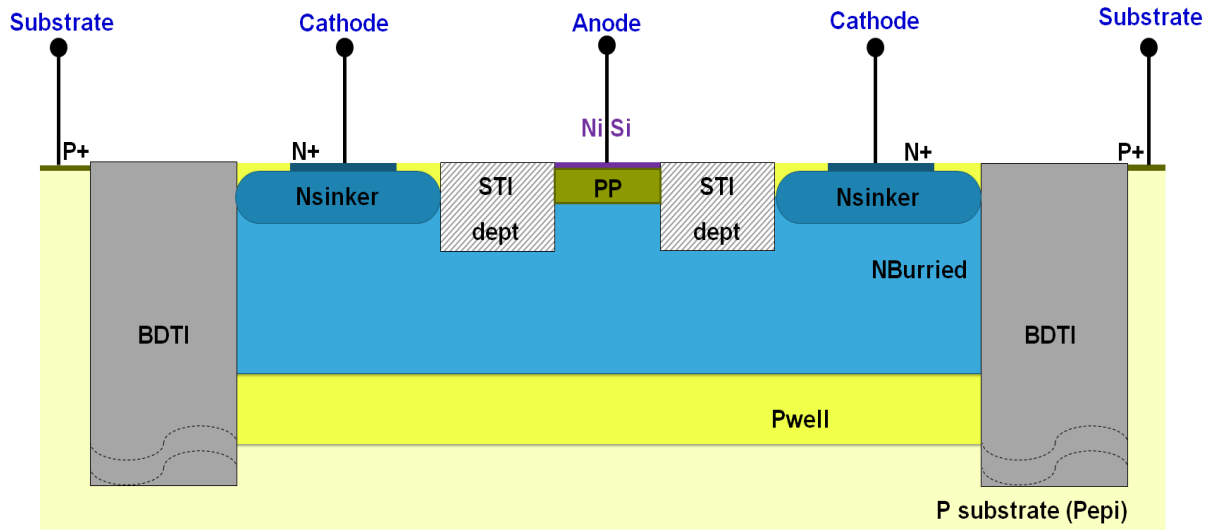 Substrate Cathode Anode Cathode Substrate
Ni Si
P+ N+ N+ P+
Nsinker STI dept PP STI dept Nsinker
NBurried
BDTI BDTI
Pwell
P substrate (Pepi)